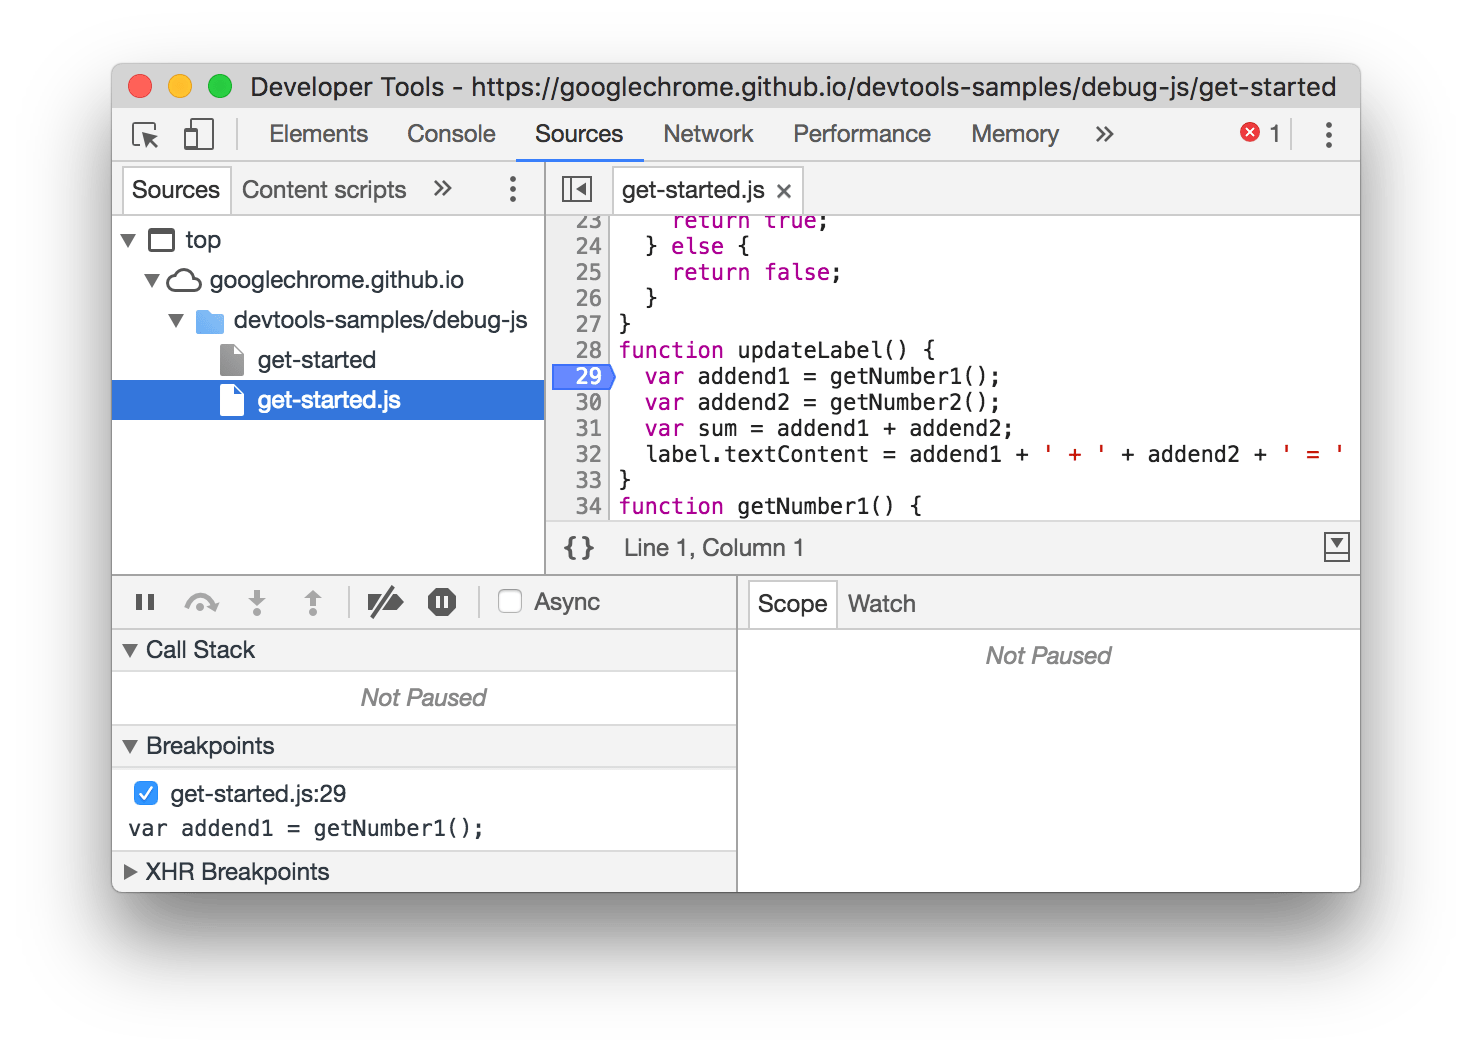 Developer Tools - https://googlechrome.github.io/devtools-samples/debug-js/get-started
Elements Console Sources Network Performance Memory » 1
Sources Content scripts »
get-started.js ×
top
googlechrome.github.io
devtools-samples/debug-js
get-started
get-started.js
23 return true;
24 } else {
25 return false;
26 }
27 }
28 function updateLabel() {
29 var addend1 = getNumber1();
30 var addend2 = getNumber2();
31 var sum = addend1 + addend2;
32 label.textContent = addend1 + ' + ' + addend2 + ' = '
33 }
34 function getNumber1() {
{} Line 1, Column 1
Async
Call Stack
Not Paused
Breakpoints
get-started.js:29
var addend1 = getNumber1();
XHR Breakpoints
Scope Watch
Not Paused